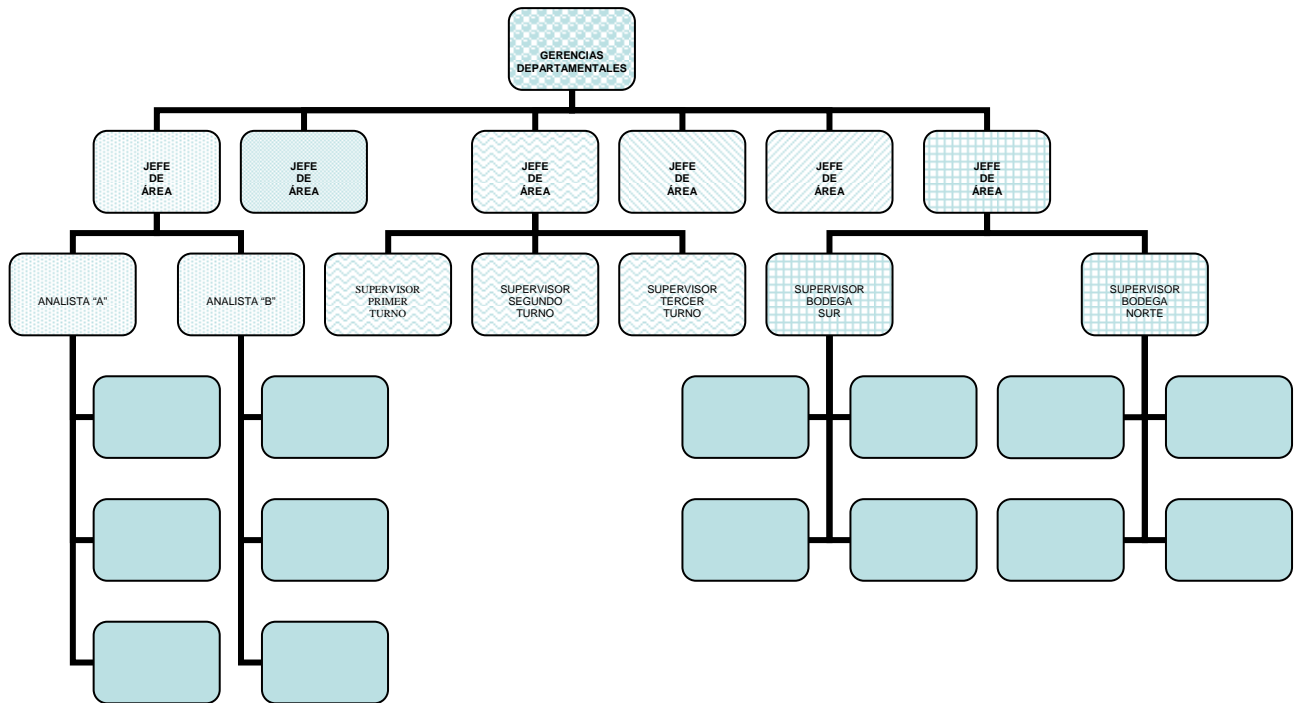 GERENCIAS
DEPARTAMENTALES
JEFE
DE
ÁREA
JEFE
DE
ÁREA
JEFE
DE
ÁREA
JEFE
DE
ÁREA
JEFE
DE
ÁREA
JEFE
DE
ÁREA
ANALISTA “A”
ANALISTA “B”
SUPERVISOR
PRIMER
TURNO
SUPERVISOR
SEGUNDO
TURNO
SUPERVISOR
TERCER
TURNO
SUPERVISOR
BODEGA
SUR
SUPERVISOR
BODEGA
NORTE